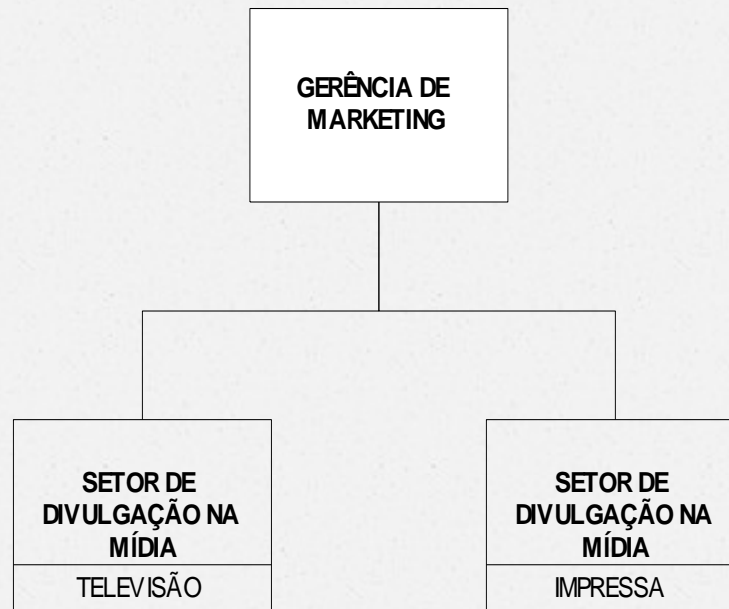 GERÊNCIA DE
MARKETING
SETOR DE
DIVULGAÇÃO NA
MÍDIA
TELEVISÃO
SETOR DE
DIVULGAÇÃO NA
MÍDIA
IMPRESSA